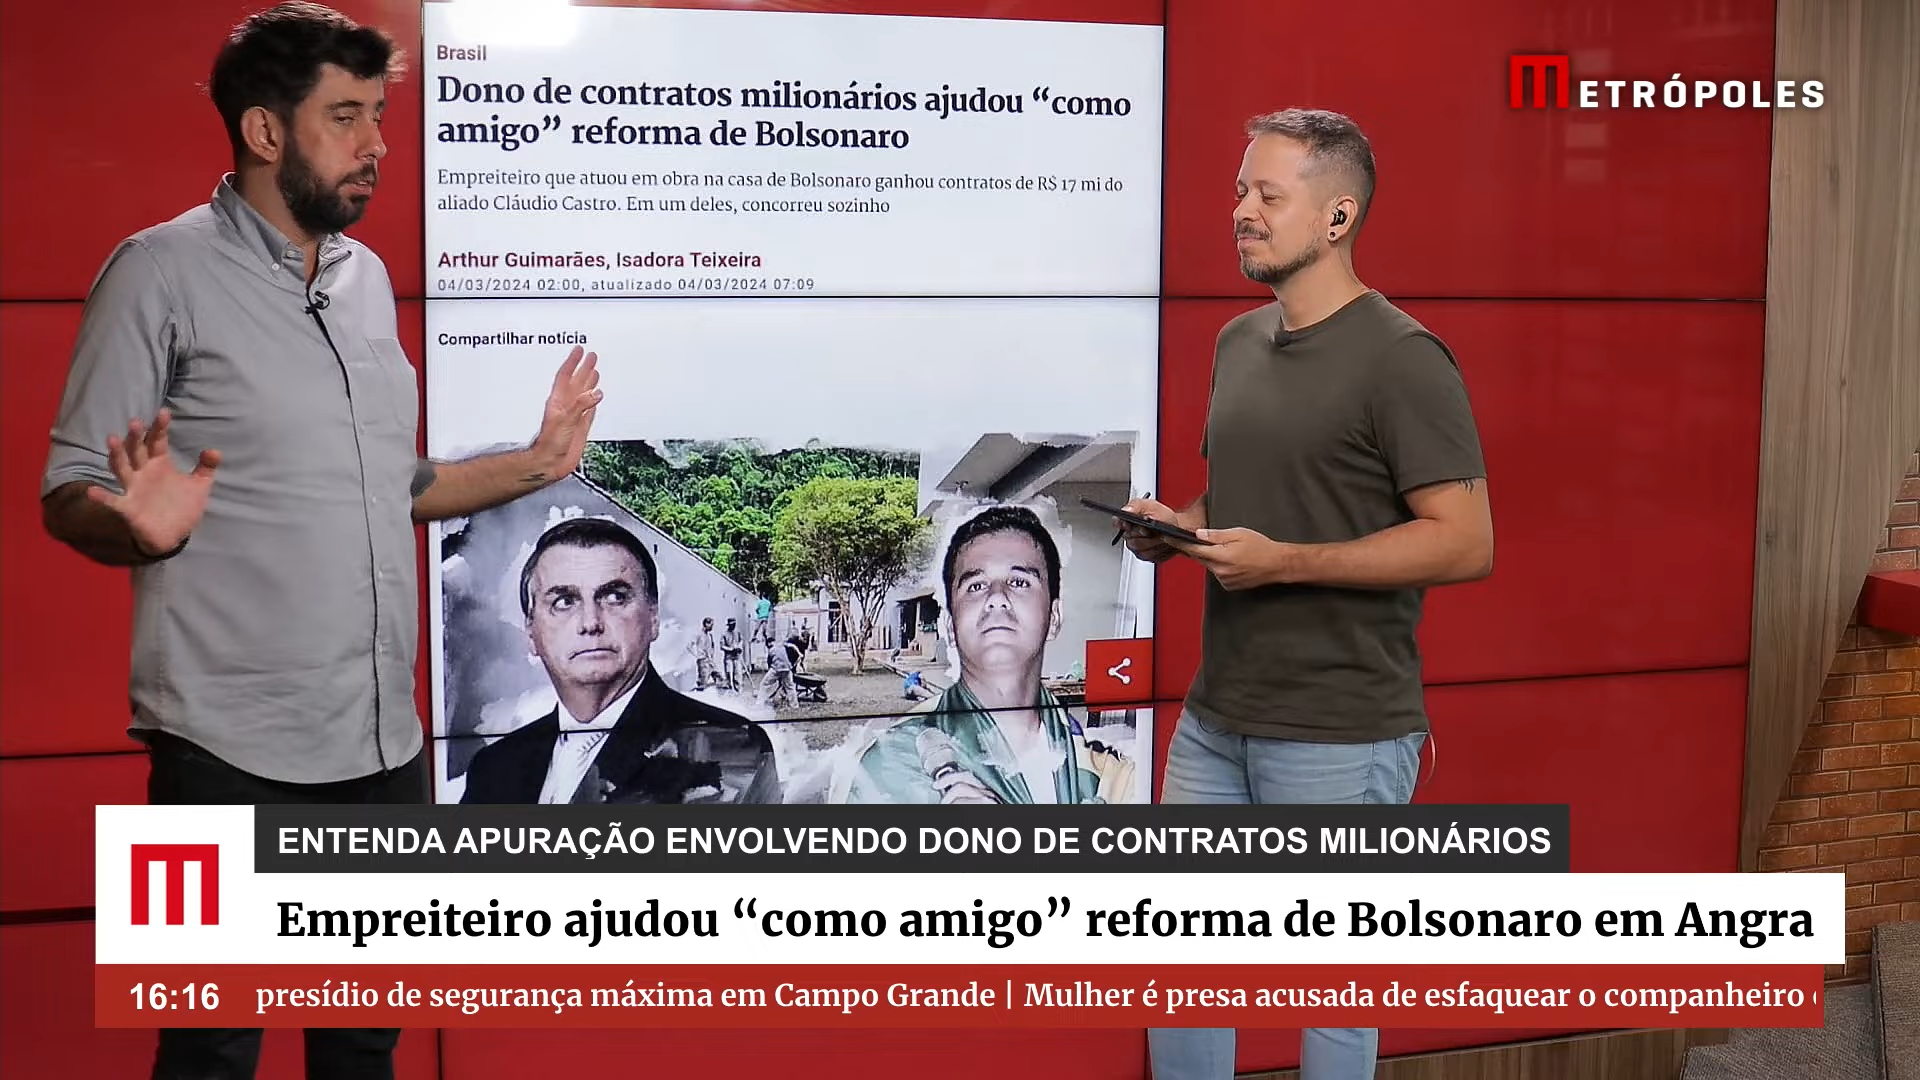 Brasil
Dono de contratos milionários ajudou “como
amigo” reforma de Bolsonaro
Empreiteiro que atuou em obra na casa de Bolsonaro ganhou contratos de R$ 17 mi do
aliado Cláudio Castro. Em um deles, concorreu sozinho
Arthur Guimarães, Isadora Teixeira
04/03/2024 02:00, atualizado 04/03/2024 07:09
Compartilhar notícia
METRÓPOLES
M
ENTENDA APURAÇÃO ENVOLVENDO DONO DE CONTRATOS MILIONÁRIOS
Empreiteiro ajudou “como amigo” reforma de Bolsonaro em Angra
16:16
presídio de segurança máxima em Campo Grande | Mulher é presa acusada de esfaquear o companheiro